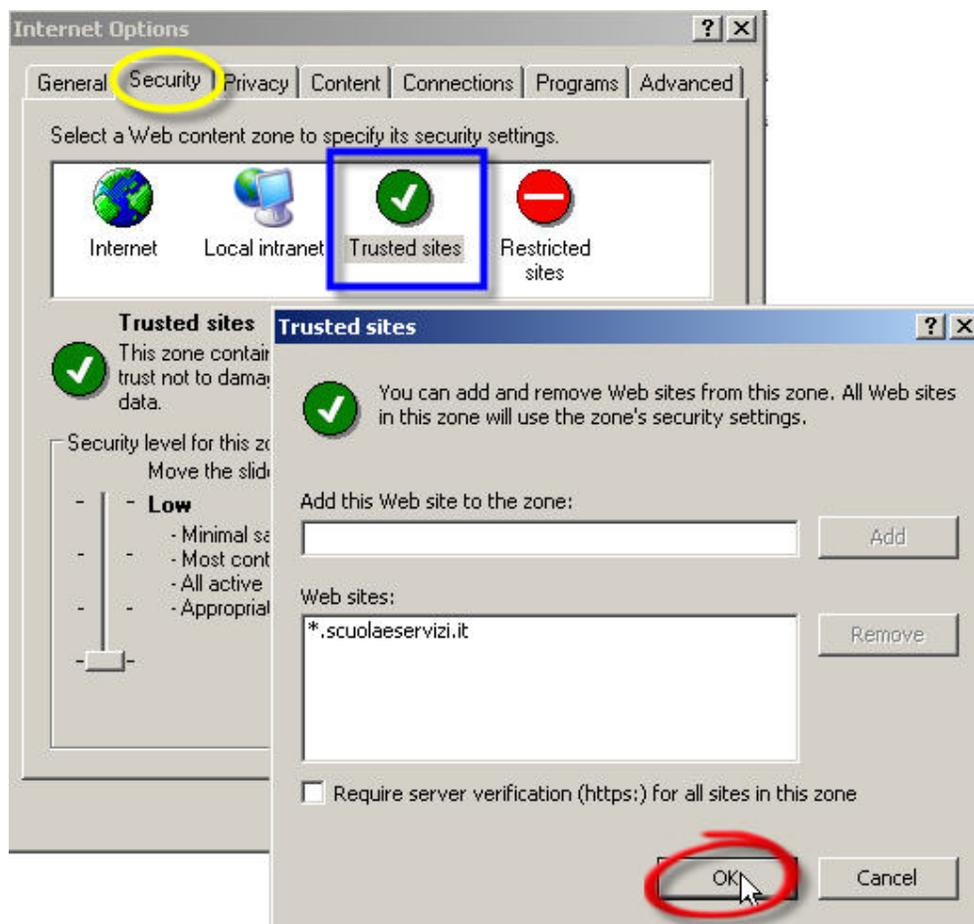 Internet Options
General Security Privacy Content Connections Programs Advanced
Select a Web content zone to specify its security settings.
Internet Local intranet Trusted sites Restricted sites
Trusted sites
This zone contain
trust not to dama
data.
Security level for this zo
Move the slid
Low
- Minimal sa
- Most cont
- All active
- Appropria
Trusted sites
You can add and remove Web sites from this zone. All Web sites
in this zone will use the zone's security settings.
Add this Web site to the zone:
Add
Web sites:
*.scuolaeservizi.it
Remove
Require server verification (https:) for all sites in this zone
OK Cancel